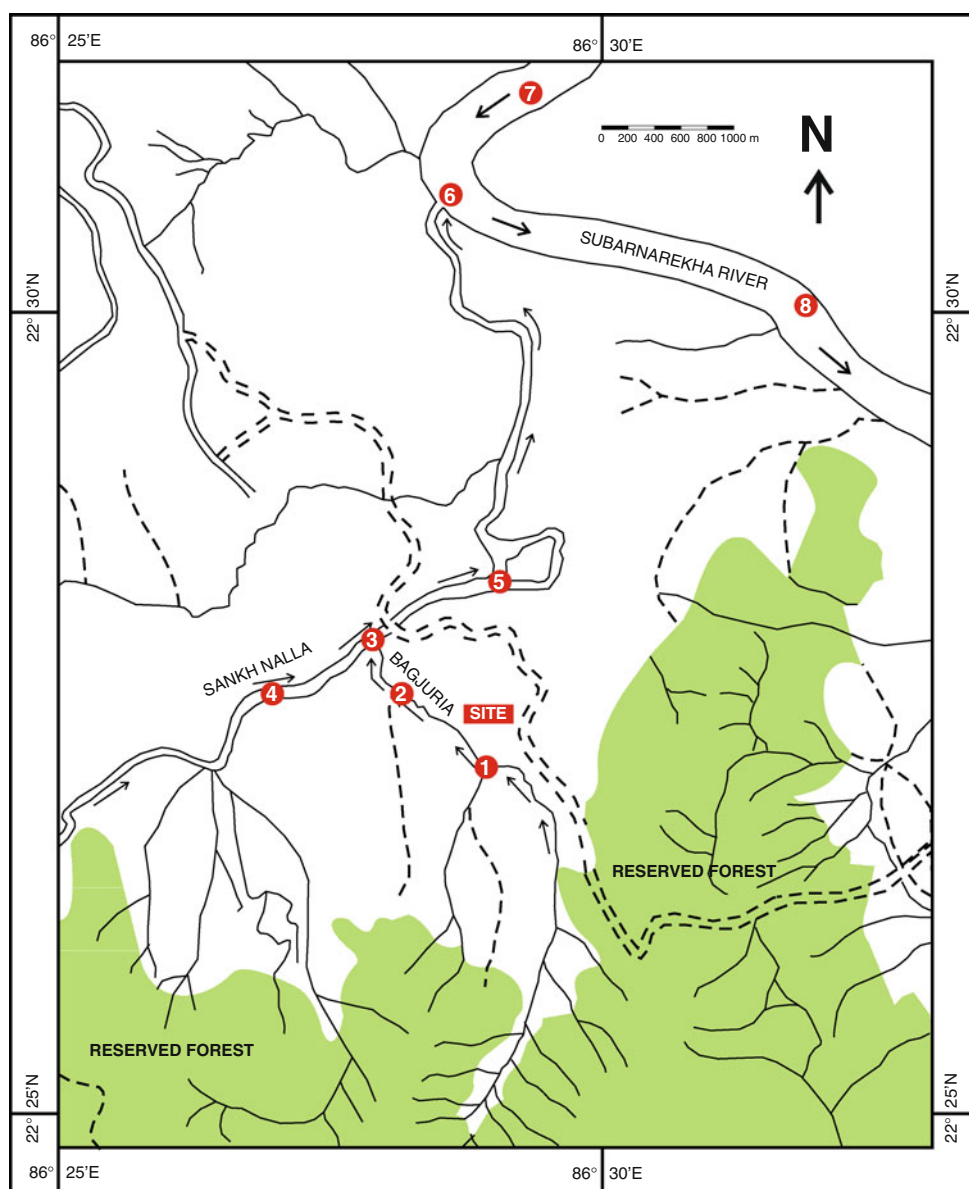 86° 25'E
86° 30'E
7
0 200 400 600 800 1000 m
N
6
SUBARNAREKHA RIVER
22° 30'N
8
22° 30'N
5
3
SANKH NALLA
BAGJURIA
4
2
SITE
1
RESERVED FOREST
RESERVED FOREST
22° 25'N
22° 25'N
86° 25'E
86° 30'E